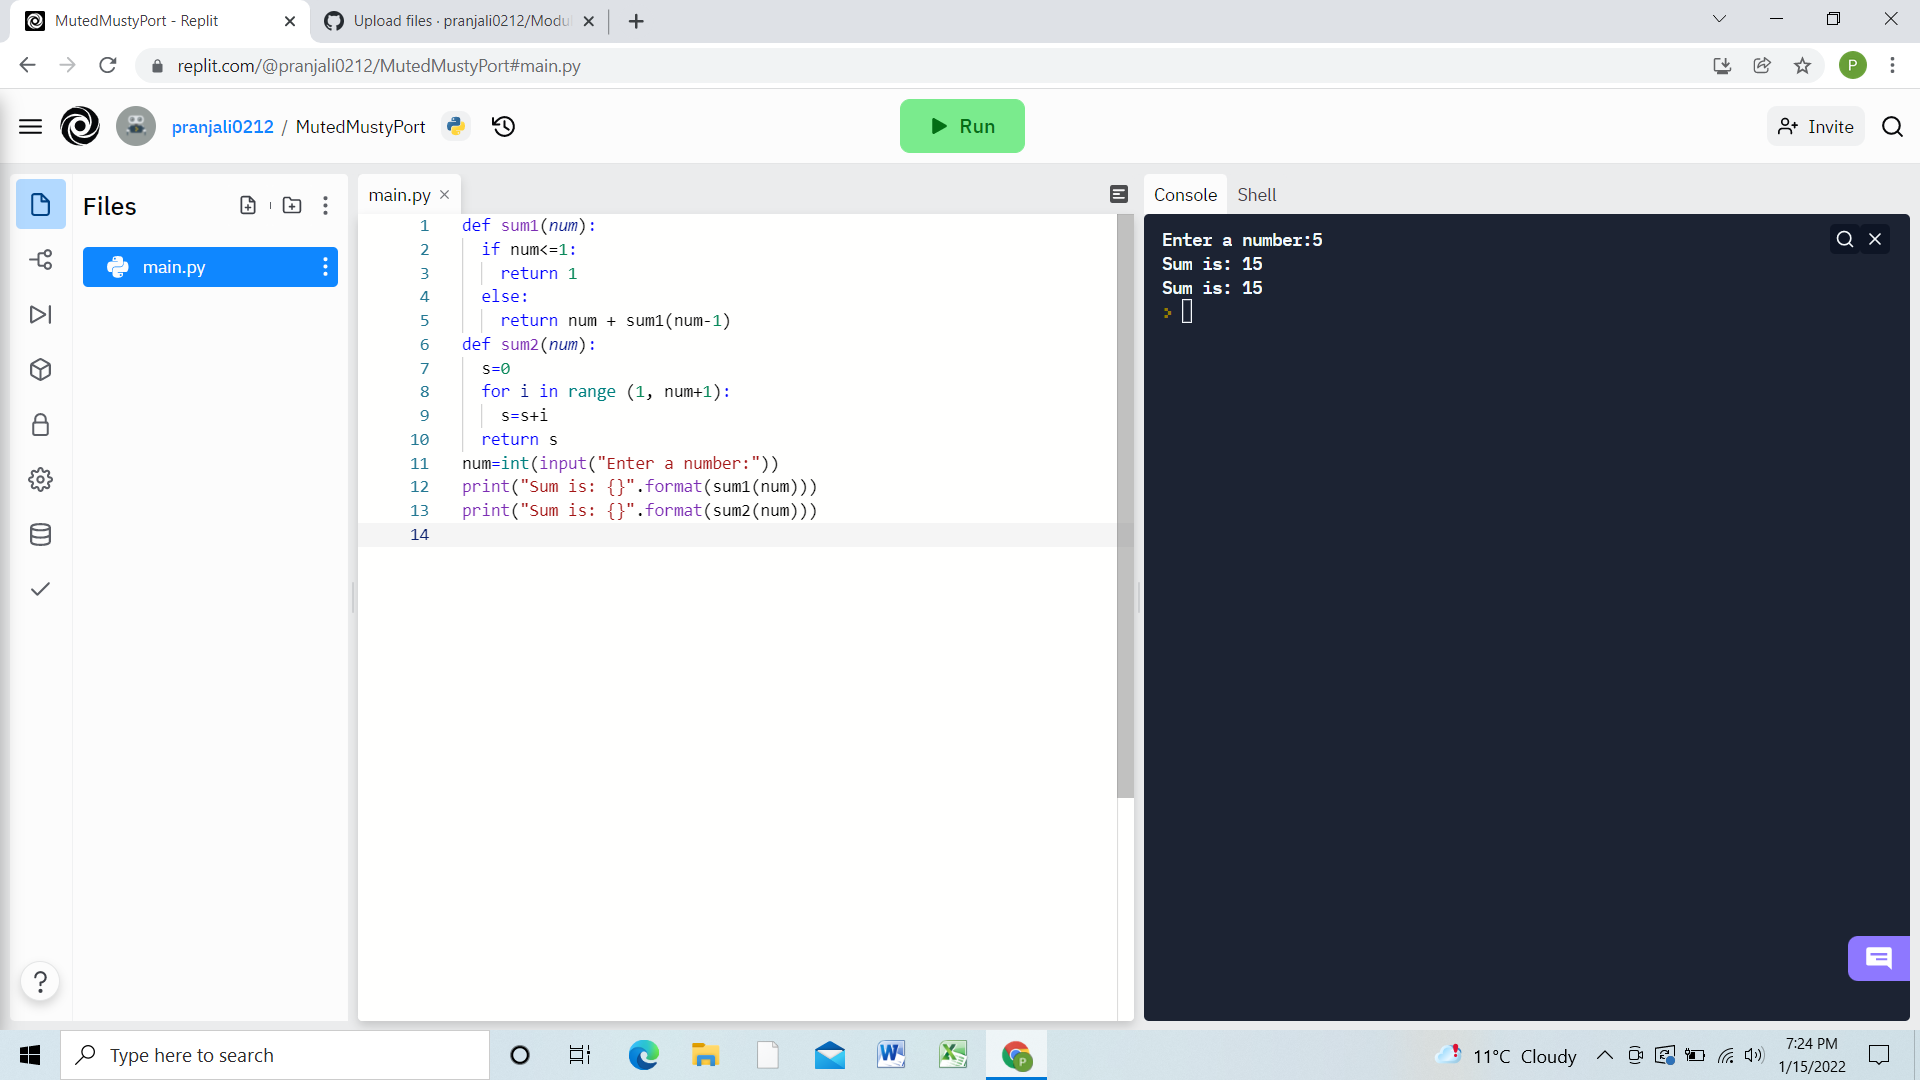 MutedMustyPort - Replit
Upload files · pranjali0212/Modu
replit.com/@pranjali0212/MutedMustyPort#main.py
P
pranjali0212 / MutedMustyPort
Run
Invite
Files
main.py
main.py
1 def sum1(num):
2 if num<=1:
3 return 1
4 else:
5 return num + sum1(num-1)
6 def sum2(num):
7 s=0
8 for i in range (1, num+1):
9 s=s+i
10 return s
11 num=int(input("Enter a number:"))
12 print("Sum is: {}".format(sum1(num)))
13 print("Sum is: {}".format(sum2(num)))
14
Console Shell
Enter a number:5
Sum is: 15
Sum is: 15
?
Type here to search
11°C Cloudy
7:24 PM
1/15/2022